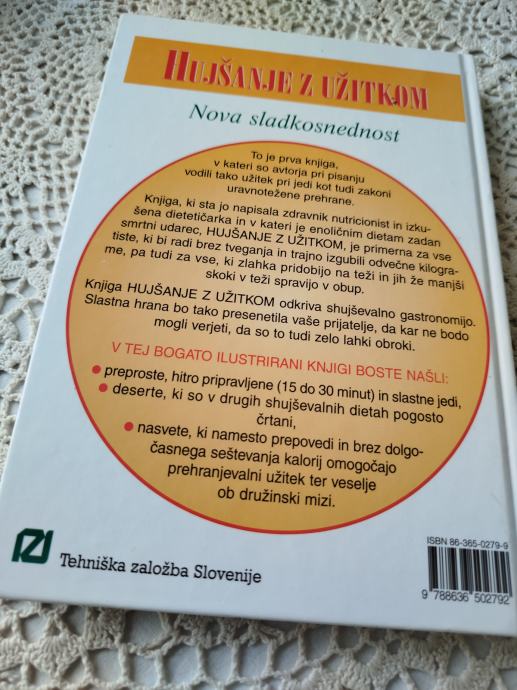 HUJŠANJE Z UŽITKOM
Nova sladkosnednost
To je prva knjiga,
v kateri so avtorja pri pisanju
vodili tako užitek pri jedi kot tudi zakoni
uravnotežene prehrane.
Knjiga, ki sta jo napisala zdravnik nutricionist in izku-
šena dietetičarka in v kateri je enoličnim dietam zadan
smrtni udarec, HUJŠANJE Z UŽITKOM, je primerna za vse
tiste, ki bi radi brez tveganja in trajno izgubili odvečne kilogra-
me, pa tudi za vse, ki zlahka pridobijo na teži in jih že manjši
skoki v teži spravijo v obup.
Knjiga HUJŠANJE Z UŽITKOM odkriva shujševalno gastronomijo.
Slastna hrana bo tako presenetila vaše prijatelje, da kar ne bodo
mogli verjeti, da so to tudi zelo lahki obroki.
V TEJ BOGATO ILUSTRIRANI KNJIGI BOSTE NAŠLI:
● preproste, hitro pripravljene (15 do 30 minut) in slastne jedi,
● deserte, ki so v drugih shujševalnih dietah pogosto
črtani,
● nasvete, ki namesto prepovedi in brez dolgo-
časnega seštevanja kalorij omogočajo
prehranjevalni užitek ter veselje
ob družinski mizi.
Tehniška založba Slovenije
ISBN 86-365-0279-9
9 788636 502792